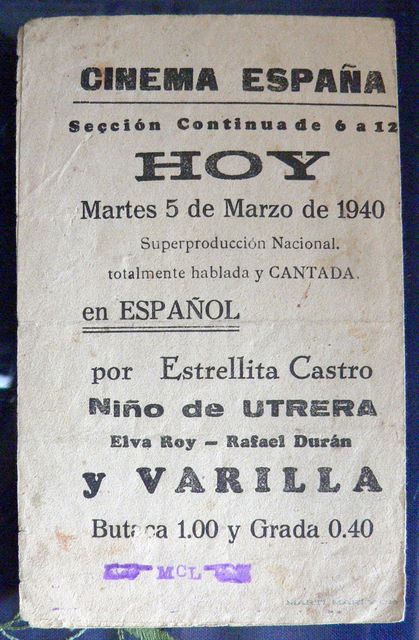 CINEMA ESPAÑA
Sección Continua de 6 a 12
HOY
Martes 5 de Marzo de 1940
Superproducción Nacional.
totalmente hablada y CANTADA.
en ESPAÑOL
por Estrellita Castro
Niño de UTRERA
Elva Roy — Rafael Durán
y VARILLA
Butaca 1.00 y Grada 0.40
MCL